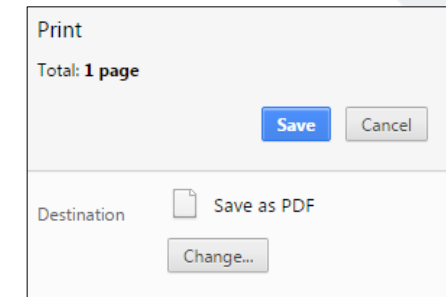 Print
Total: 1 page
Save Cancel
Destination Save as PDF
Change...